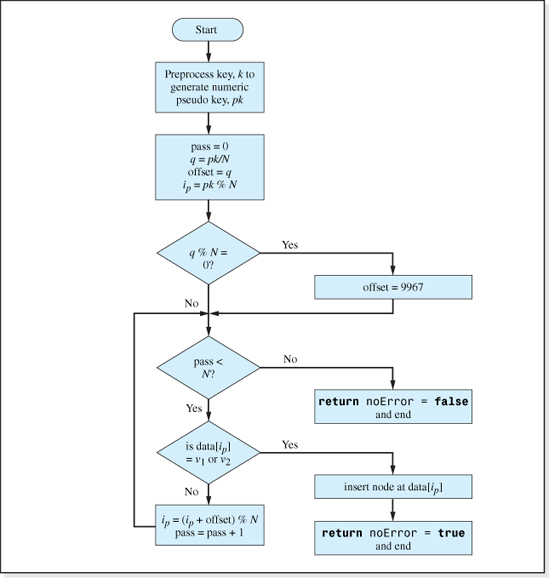 Start
Preprocess key, k to
generate numeric
pseudo key, pk
pass = 0
q = pk/N
offset = q
ip = pk % N
q % N =
0?
Yes
offset = 9967
No
pass <
N?
No
return noError = false
and end
Yes
is data[ip]
= v1 or v2
Yes
insert node at data[ip]
No
ip = (ip + offset) % N
pass = pass + 1
return noError = true
and end